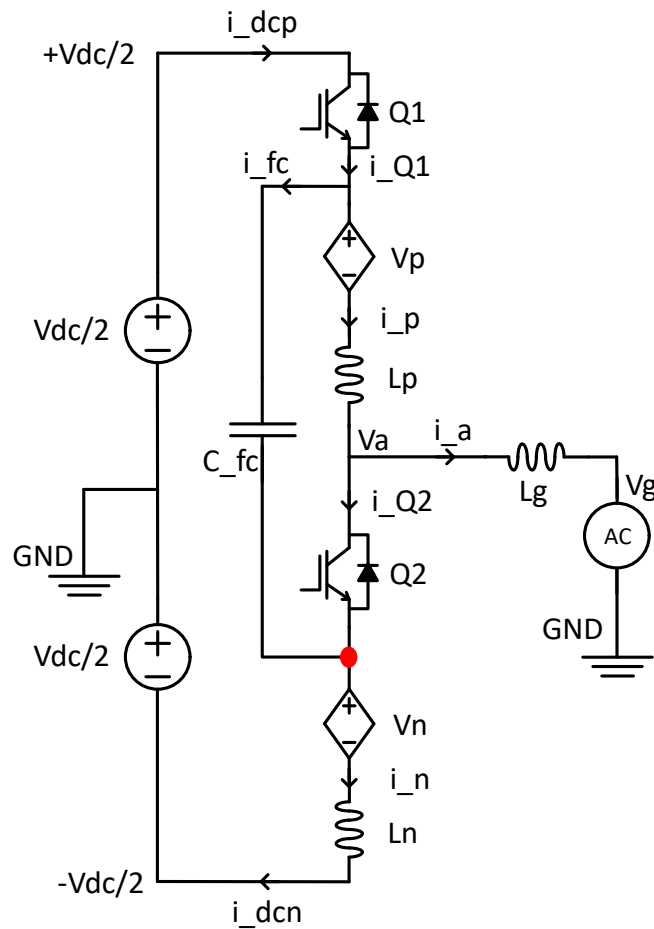 i_dcp
+Vdc/2
Q1
i_fc
i_Q1
Vp
i_p
Vdc/2
Lp
Va
i_a
C_fc
Lg
Vg
i_Q2
AC
GND
Q2
GND
Vdc/2
Vn
i_n
Ln
-Vdc/2
i_dcn